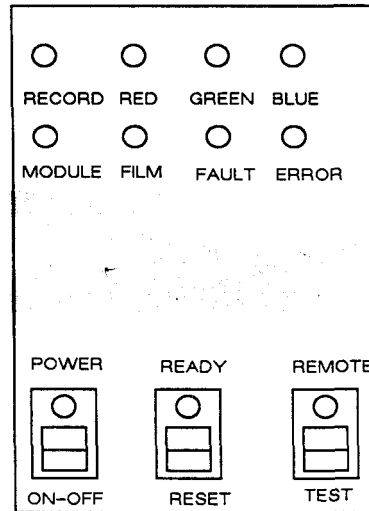 RECORD RED GREEN BLUE
MODULE FILM FAULT ERROR
POWER READY REMOTE
ON-OFF RESET TEST